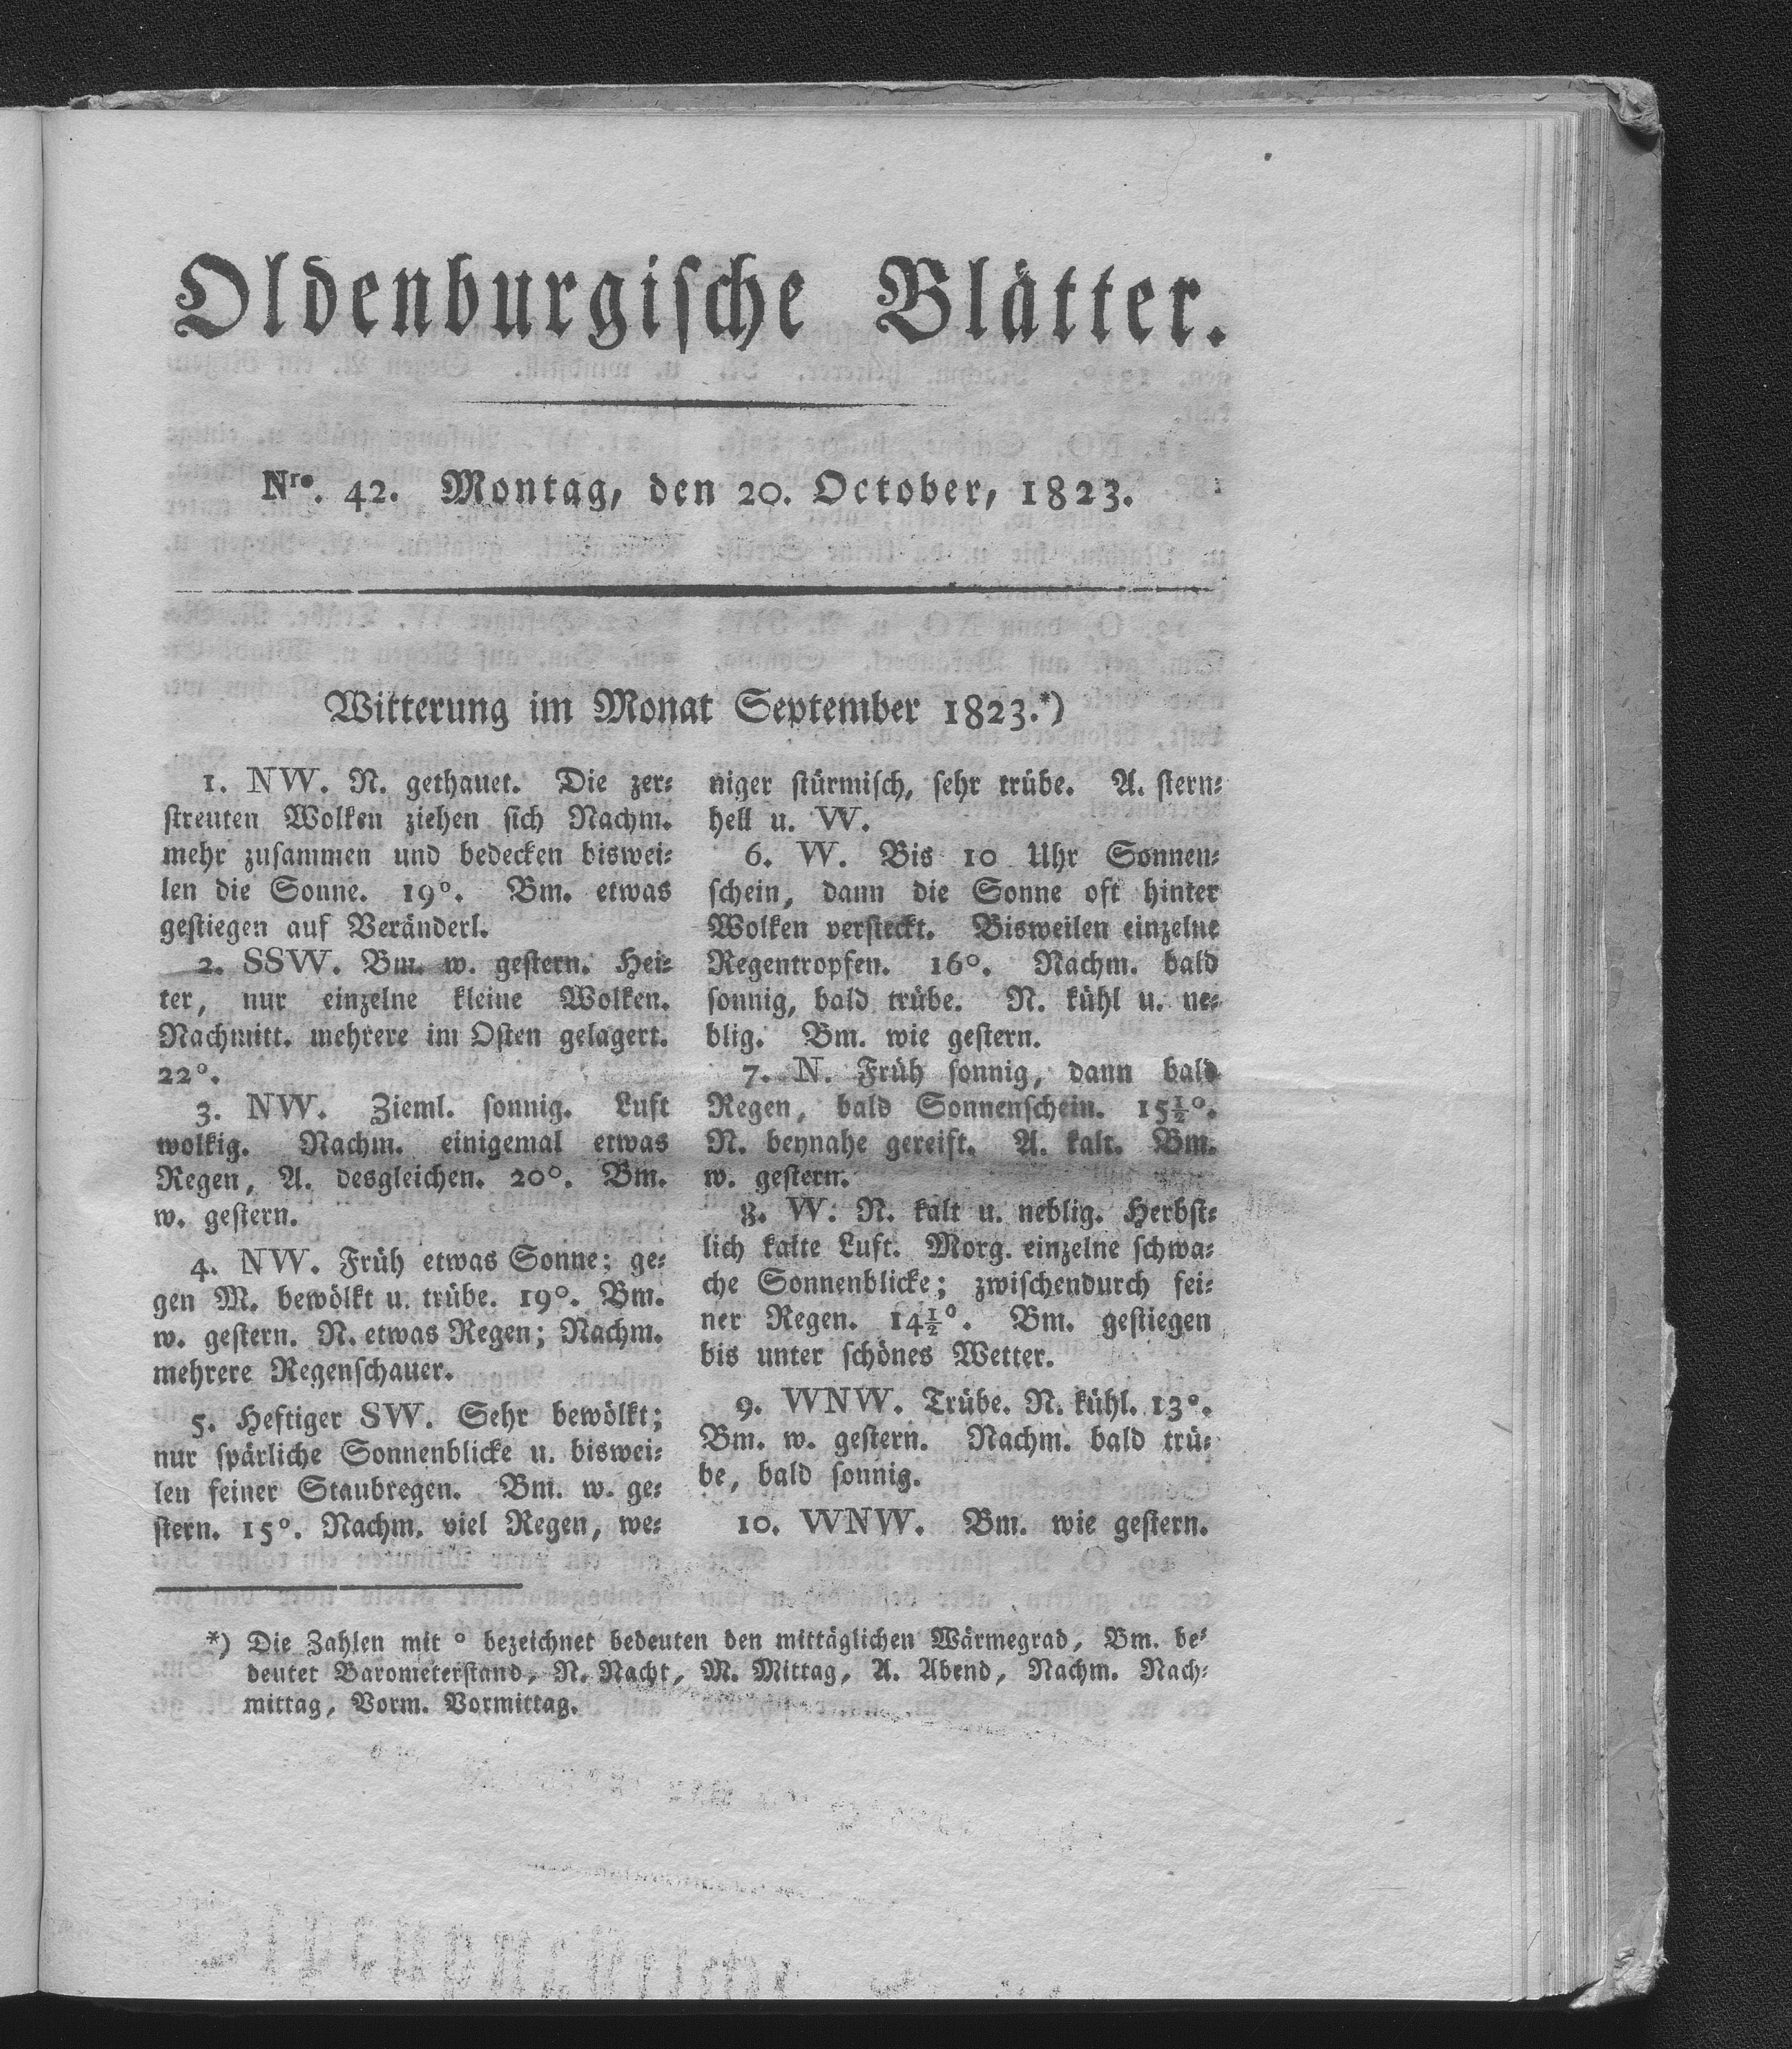 Oldenburgische Blätter.
Nro. 42. Montag, den 20. October, 1823.
Witterung im Monat September 1823.*)
1. NW. N. gethauet. Die zer⸗
streuten Wolken ziehen sich Nachm.
mehr zusammen und bedecken biswei⸗
len die Sonne. 19°. Bm. etwas
gestiegen auf Veränderl.
2. SSW. Bm. w. gestern. Hei⸗
ter, nur einzelne kleine Wolken.
Nachmitt. mehrere im Osten gelagert.
22°.
3. NW. Zieml. sonnig. Luft
wolkig. Nachm. einigemal etwas
Regen, A. desgleichen. 20°. Bm.
w. gestern.
4. NW. Früh etwas Sonne; ge⸗
gen M. bewölkt u. trübe. 19°. Bm.
w. gestern. N. etwas Regen; Nachm.
mehrere Regenschauer.
5. Heftiger SW. Sehr bewölkt;
nur spärliche Sonnenblicke u. biswei⸗
len feiner Staubregen. Bm. w. ge⸗
stern. 15°. Nachm. viel Regen, we⸗
niger stürmisch, sehr trübe. A. stern⸗
hell u. W.
6. W. Bis 10 Uhr Sonnen⸗
schein, dann die Sonne oft hinter
Wolken versteckt. Bisweilen einzelne
Regentropfen. 16°. Nachm. bald
sonnig, bald trübe. N. kühl u. ne⸗
blig. Bm. wie gestern.
7. N. Früh sonnig, dann bald
Regen, bald Sonnenschein. 15½°.
N. beynahe gereift. A. kalt. Bm.
w. gestern.
8. W. N. kalt u. neblig. Herbst⸗
lich kalte Luft. Morg. einzelne schwa⸗
che Sonnenblicke; zwischendurch fei⸗
ner Regen. 14½°. Bm. gestiegen
bis unter schönes Wetter.
9. WNW. Trübe. N. kühl. 13°.
Bm. w. gestern. Nachm. bald trü⸗
be, bald sonnig.
10. WNW. Bm. wie gestern.
*) Die Zahlen mit ° bezeichnet bedeuten den mittäglichen Wärmegrad, Bm. be⸗
deutet Barometerstand, N. Nacht, M. Mittag, A. Abend, Nachm. Nach⸗
mittag, Vorm. Vormittag.